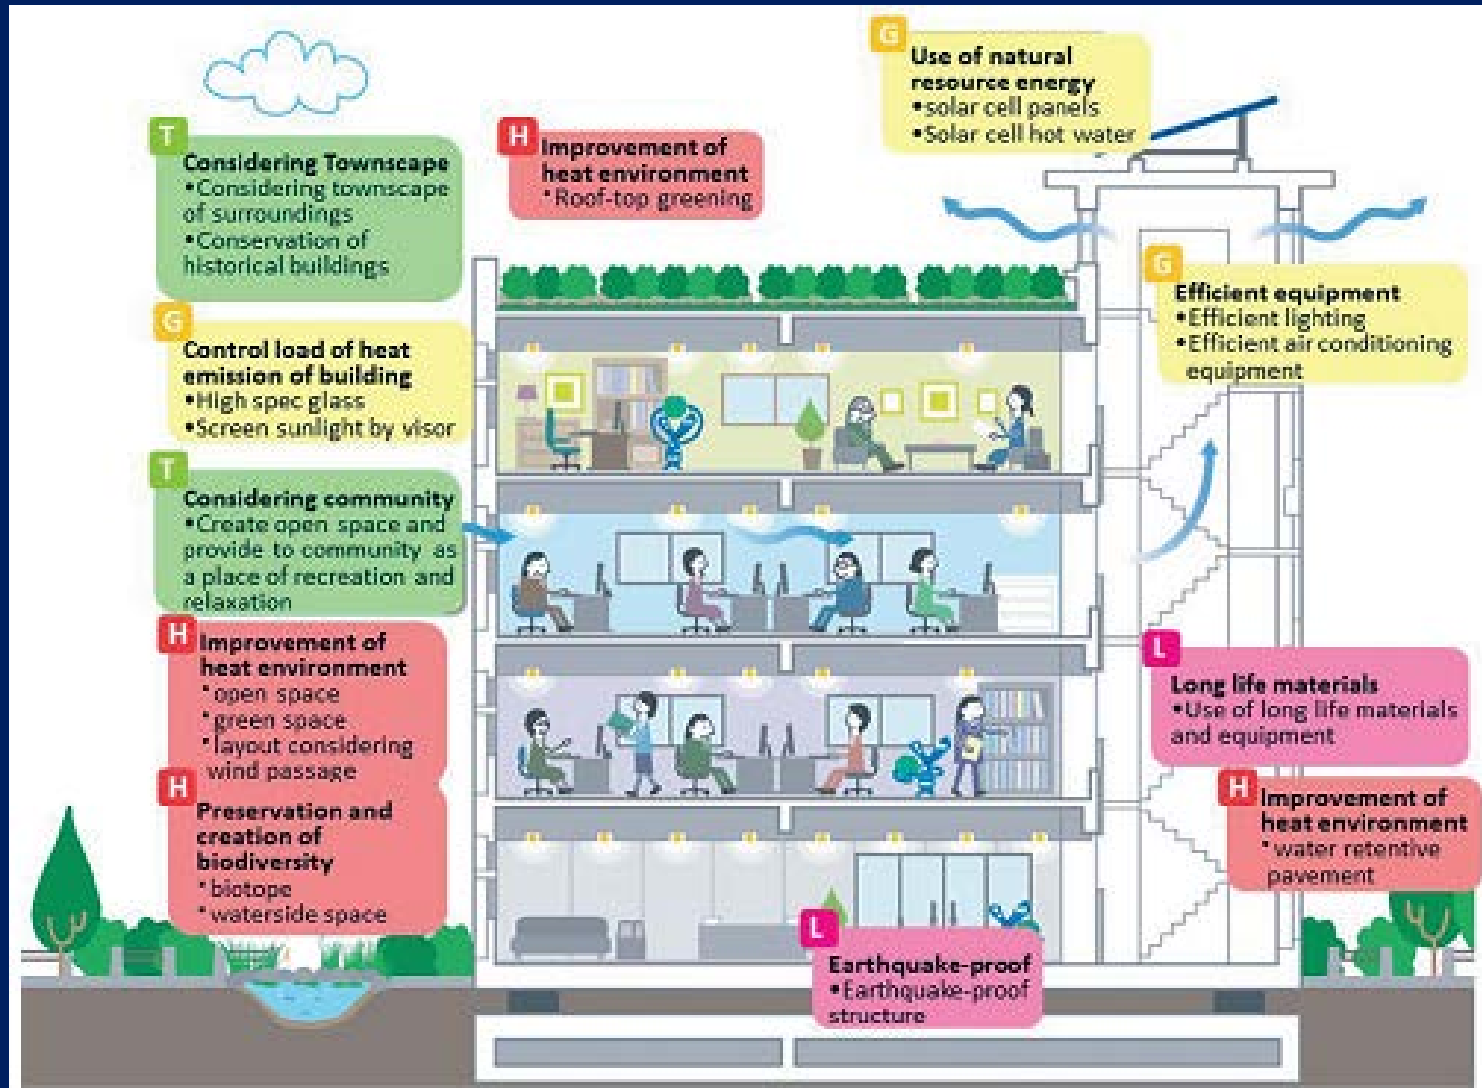 G
Use of natural
resource energy
•solar cell panels
•Solar cell hot water
T
Considering Townscape
•Considering townscape
of surroundings
•Conservation of
historical buildings
H
Improvement of
heat environment
•Roof-top greening
G
Efficient equipment
•Efficient lighting
•Efficient air conditioning
equipment
G
Control load of heat
emission of building
•High spec glass
•Screen sunlight by visor
T
Considering community
•Create open space and
provide to community as
a place of recreation and
relaxation
H
Improvement of
heat environment
•open space
•green space
•layout considering
wind passage
L
Long life materials
•Use of long life materials
and equipment
H
Preservation and
creation of
biodiversity
•biotope
•waterside space
H
Improvement of
heat environment
•water retentive
pavement
L
Earthquake-proof
•Earthquake-proof
structure